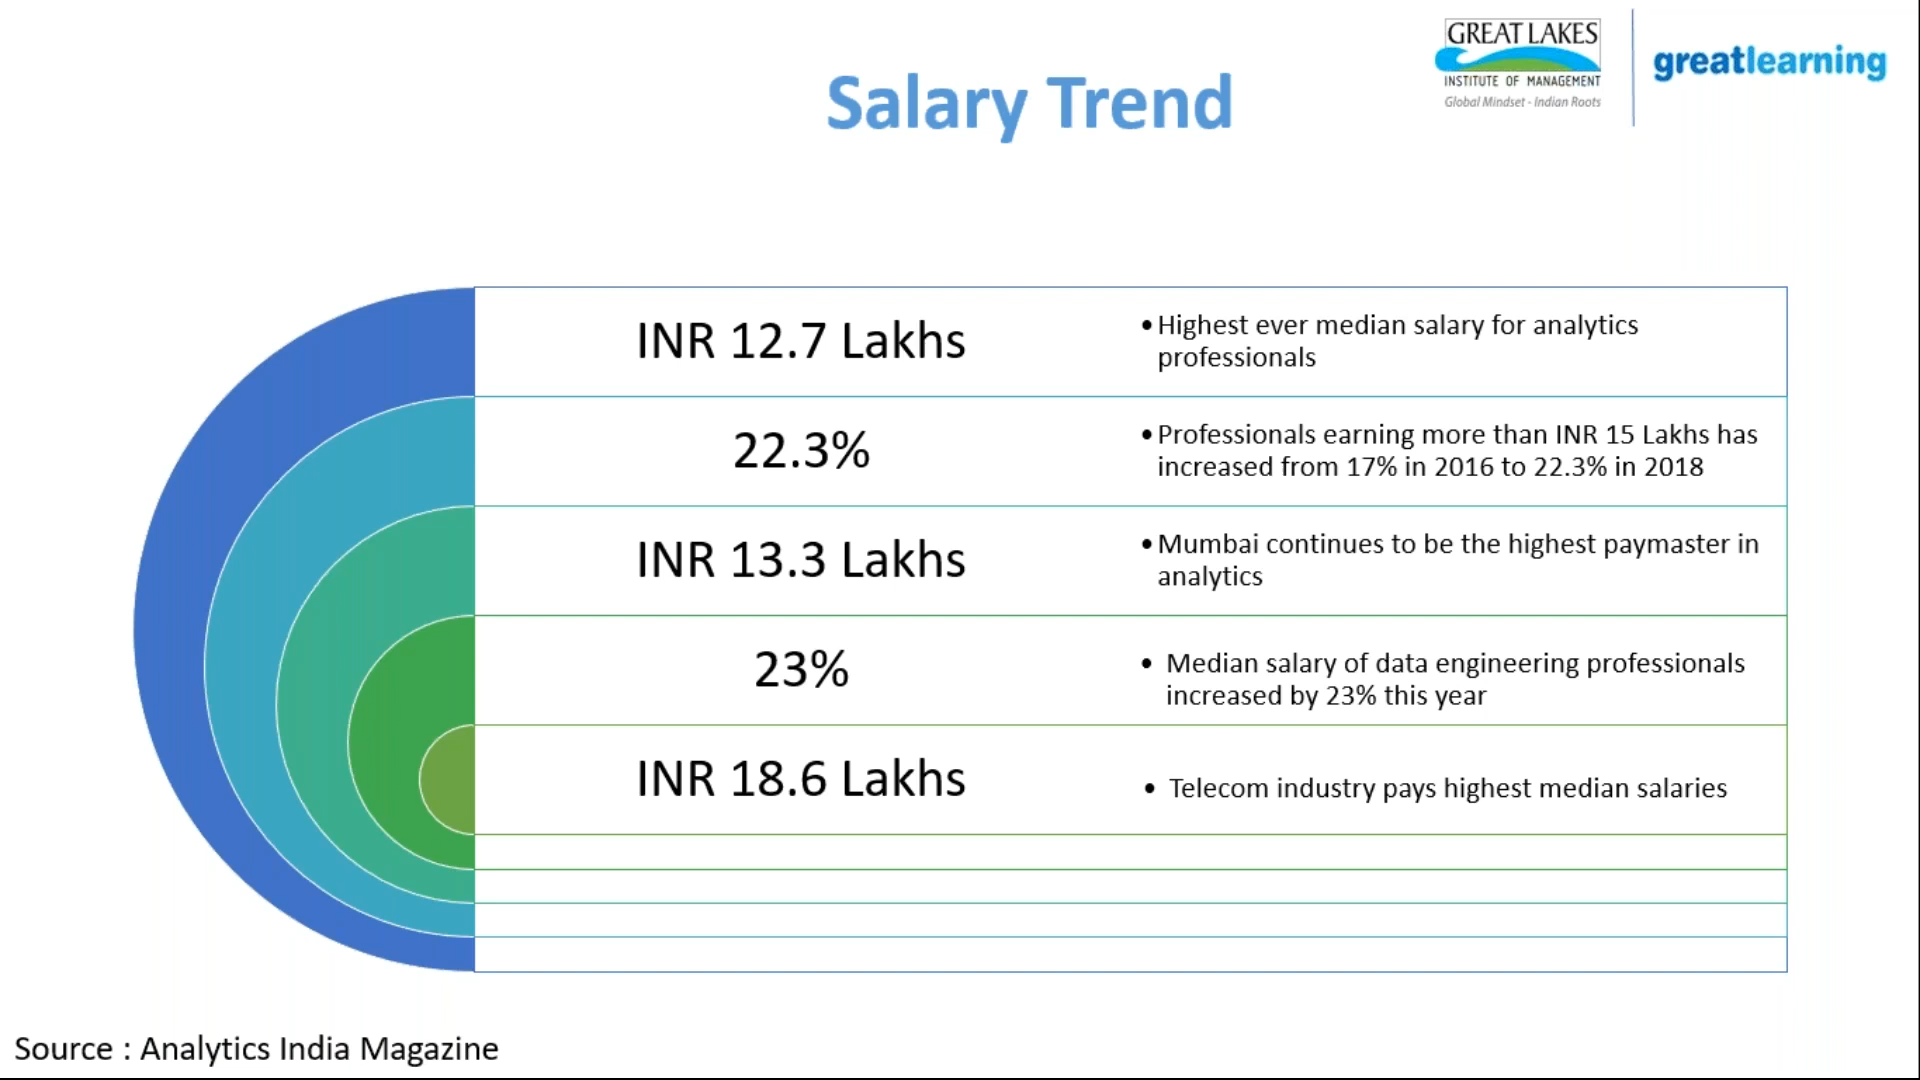 GREAT LAKES
INSTITUTE OF MANAGEMENT
Global Mindset - Indian Roots
greatlearning
Salary Trend
INR 12.7 Lakhs
•Highest ever median salary for analytics
professionals
22.3%
•Professionals earning more than INR 15 Lakhs has
increased from 17% in 2016 to 22.3% in 2018
INR 13.3 Lakhs
•Mumbai continues to be the highest paymaster in
analytics
23%
• Median salary of data engineering professionals
increased by 23% this year
INR 18.6 Lakhs
• Telecom industry pays highest median salaries
Source : Analytics India Magazine